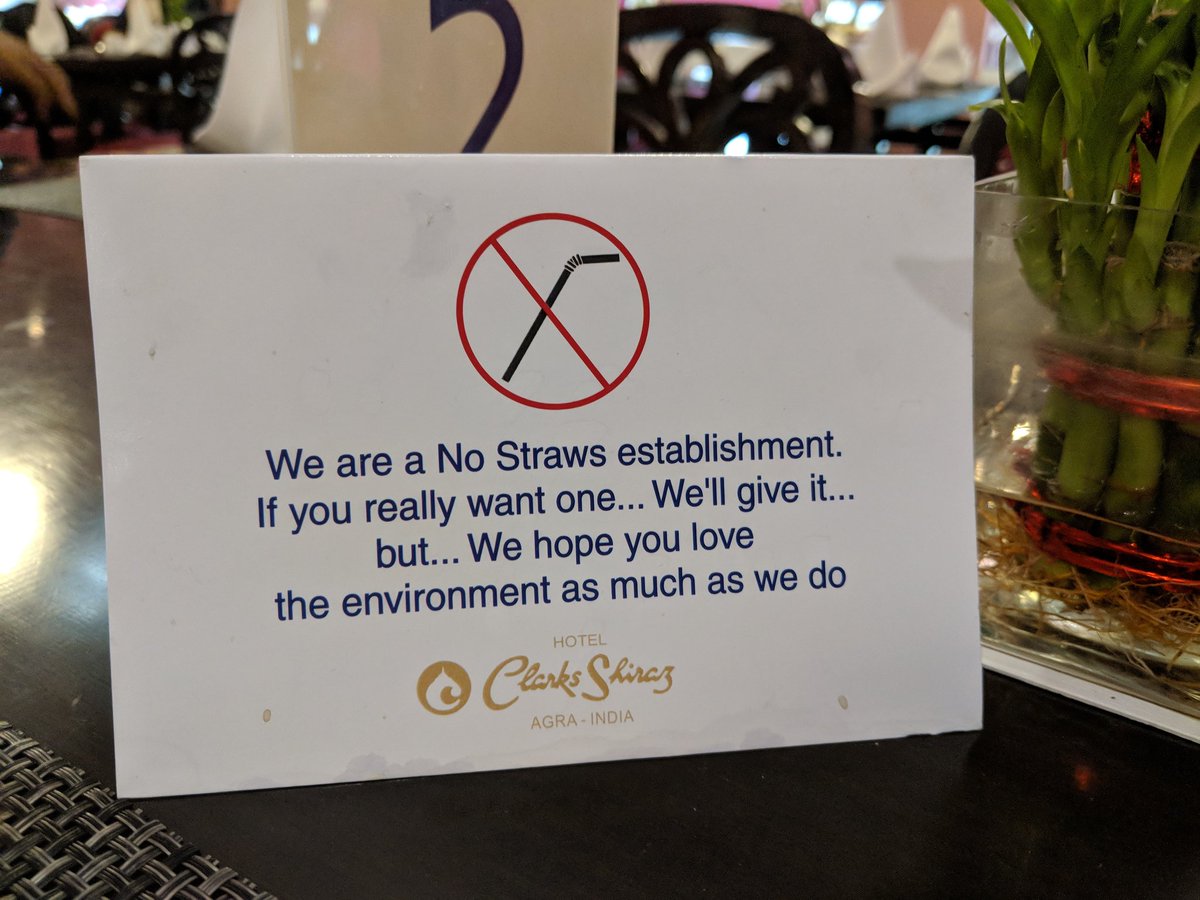 2
We are a No Straws establishment.
If you really want one... We'll give it...
but... We hope you love
the environment as much as we do
HOTEL
Clarks Shiraz
AGRA - INDIA